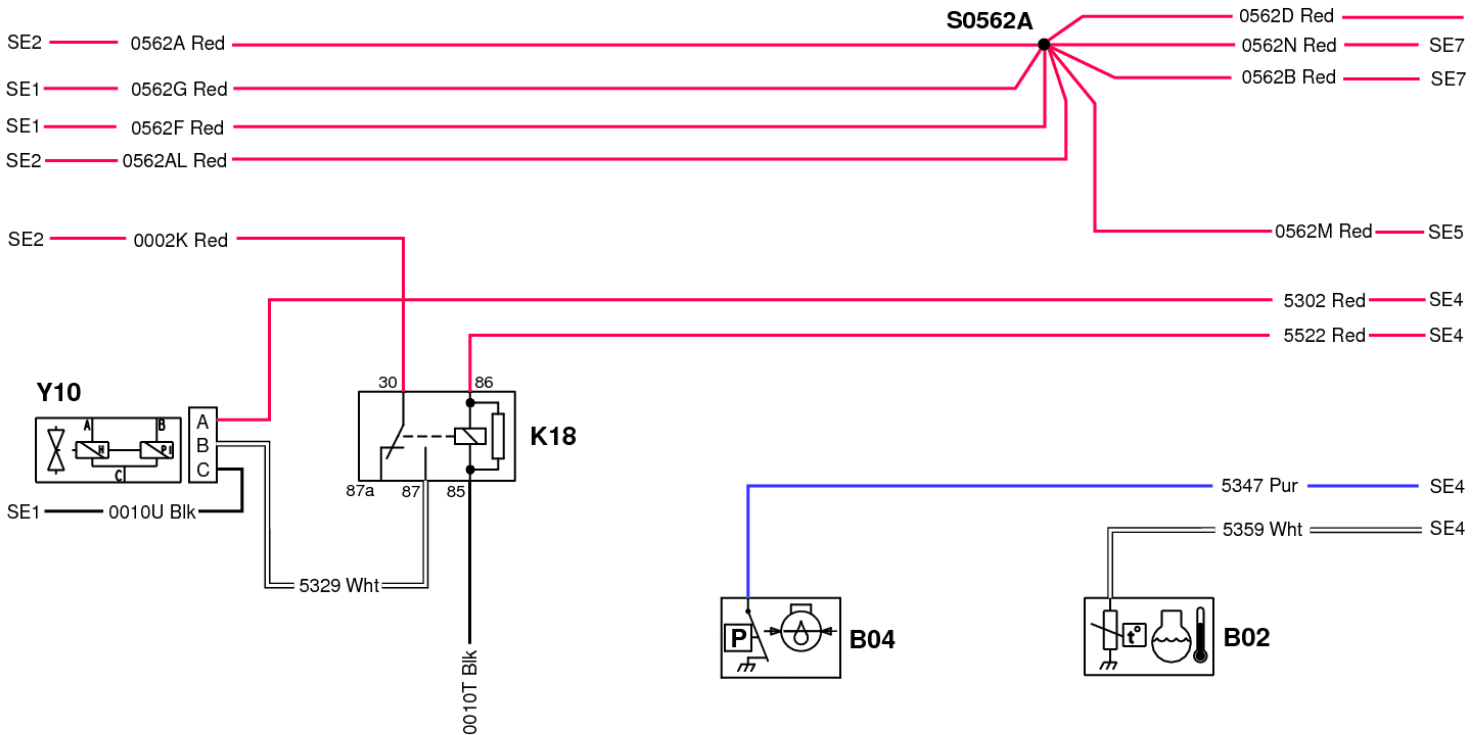 S0562A
0562D Red
SE2 0562A Red
0562N Red SE7
0562B Red SE7
SE1 0562G Red
SE1 0562F Red
SE2 0562AL Red
SE2 0002K Red
0562M Red SE5
5302 Red SE4
5522 Red SE4
30 86
Y10
A B
H PI
C
A
B
C
K18
87a 87 85
SE1 0010U Blk
5329 Wht
0010T Blk
5347 Pur SE4
5359 Wht SE4
P
B04
t°
B02